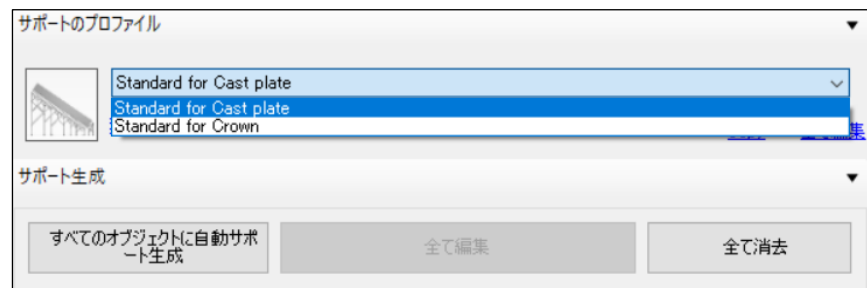 サポートのプロファイル
Standard for Cast plate
Standard for Cast plate
Standard for Crown
サポート生成
すべてのオブジェクトに自動サポ
ート生成
全て編集
全て消去